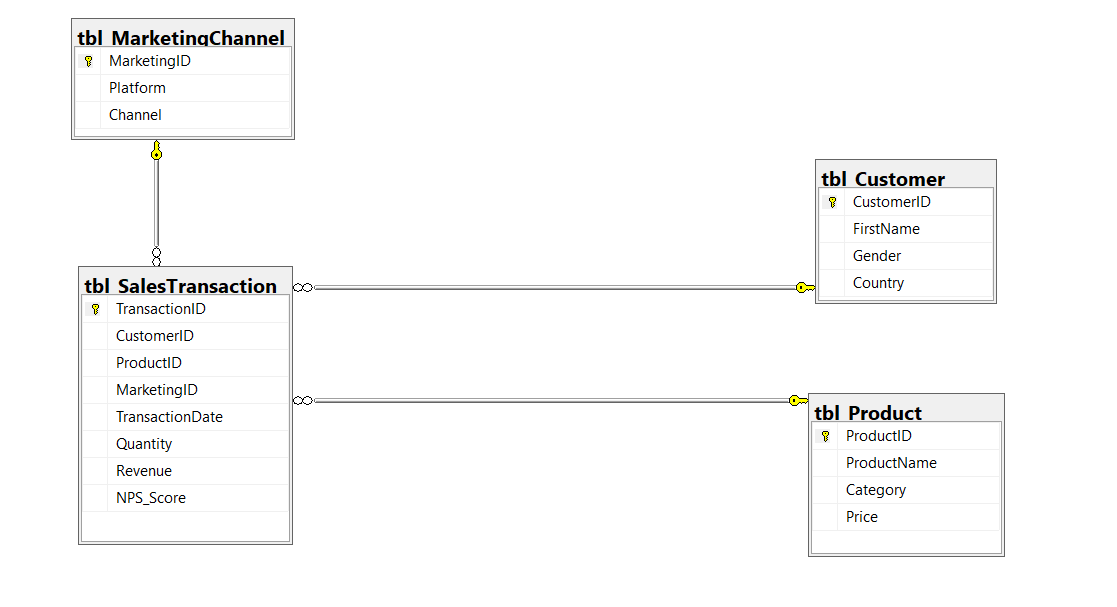 tbl_MarketingChannel
MarketingID
Platform
Channel
tbl_Customer
CustomerID
FirstName
Gender
Country
tbl_SalesTransaction
TransactionID
CustomerID
ProductID
MarketingID
TransactionDate
Quantity
Revenue
NPS_Score
tbl_Product
ProductID
ProductName
Category
Price